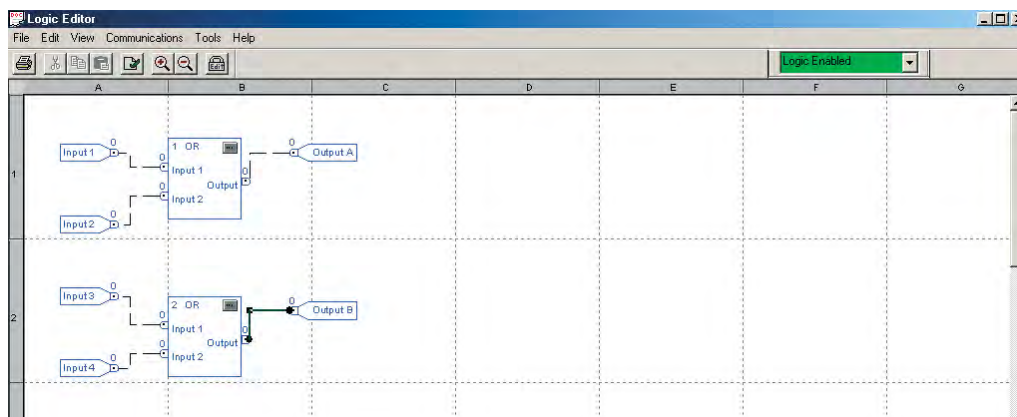 Logic Editor
File Edit View Communications Tools Help
Logic Enabled
A B C D E F G
1
0
Input1
0
1 OR
Input 1
0
Output
0
Input 2
0
Output A
0
Input2
2
0
Input3
0
2 OR
Input 1
0
Output
0
Input 2
0
Output B
0
Input4